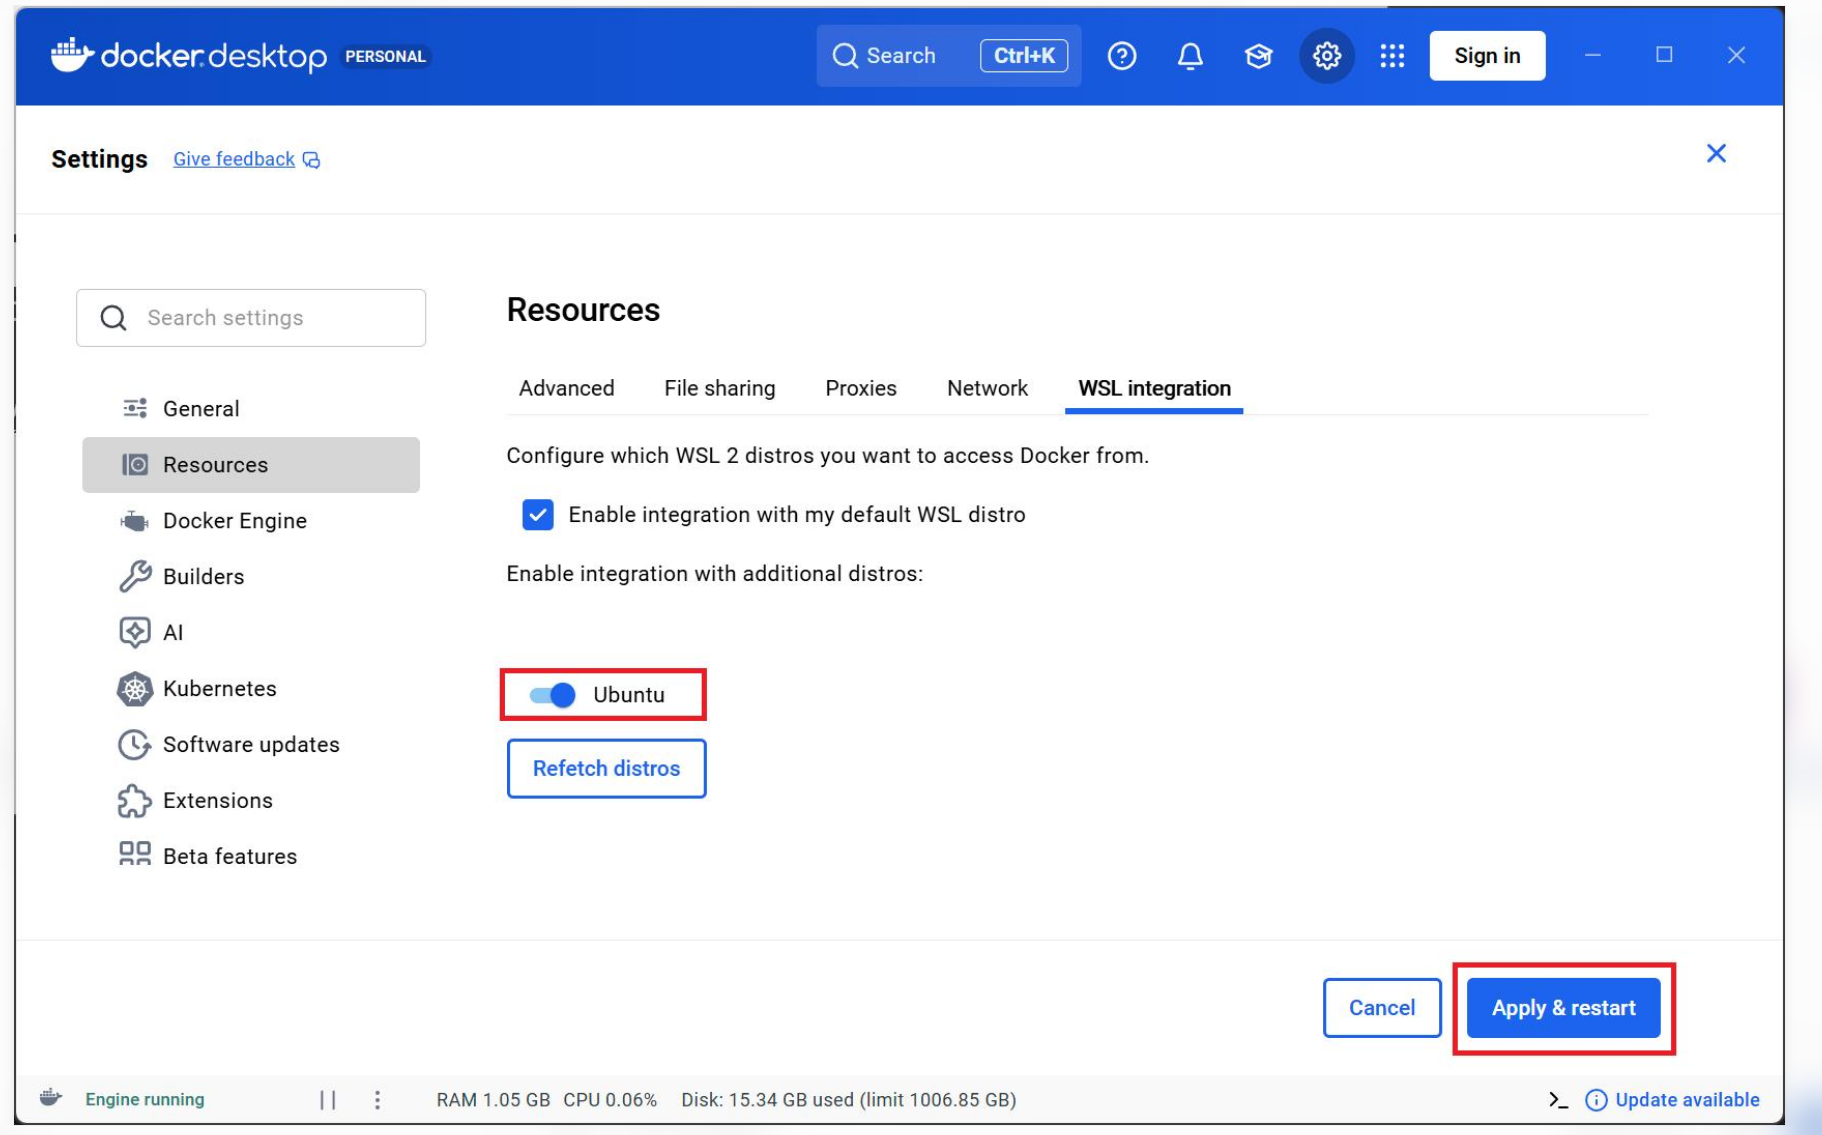 docker.desktop PERSONAL Search Ctrl+K Sign in
Settings Give feedback
Search settings
General
Resources
Docker Engine
Builders
AI
Kubernetes
Software updates
Extensions
Beta features
Resources
Advanced File sharing Proxies Network WSL integration
Configure which WSL 2 distros you want to access Docker from.
Enable integration with my default WSL distro
Enable integration with additional distros:
Ubuntu
Refetch distros
Cancel Apply & restart
Engine running RAM 1.05 GB CPU 0.06% Disk: 15.34 GB used (limit 1006.85 GB) Update available